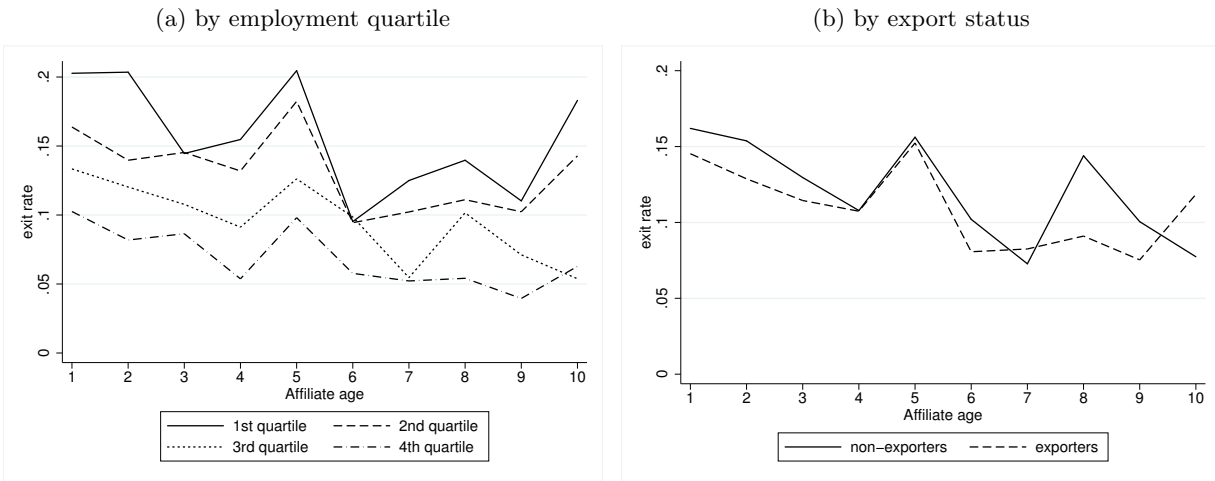 (a) by employment quartile
.2
.15
.1
.05
0
exit rate
1 2 3 4 5 6 7 8 9 10
Affiliate age
1st quartile 2nd quartile
3rd quartile 4th quartile
(b) by export status
.2
.15
.1
.05
0
exit rate
1 2 3 4 5 6 7 8 9 10
Affiliate age
non−exporters exporters